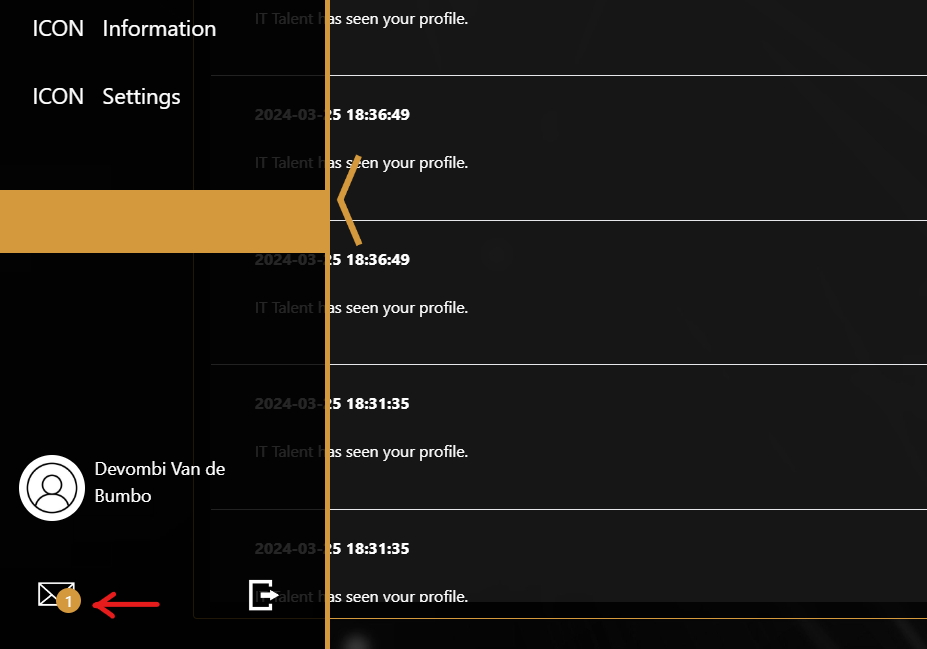 ICON Information
IT Talent has seen your profile.
ICON Settings
2024-03-25 18:36:49
IT Talent has seen your profile.
2024-03-25 18:36:49
IT Talent has seen your profile.
2024-03-25 18:31:35
IT Talent has seen your profile.
Devombi Van de
Bumbo
2024-03-25 18:31:35
IT Talent has seen your profile.
1